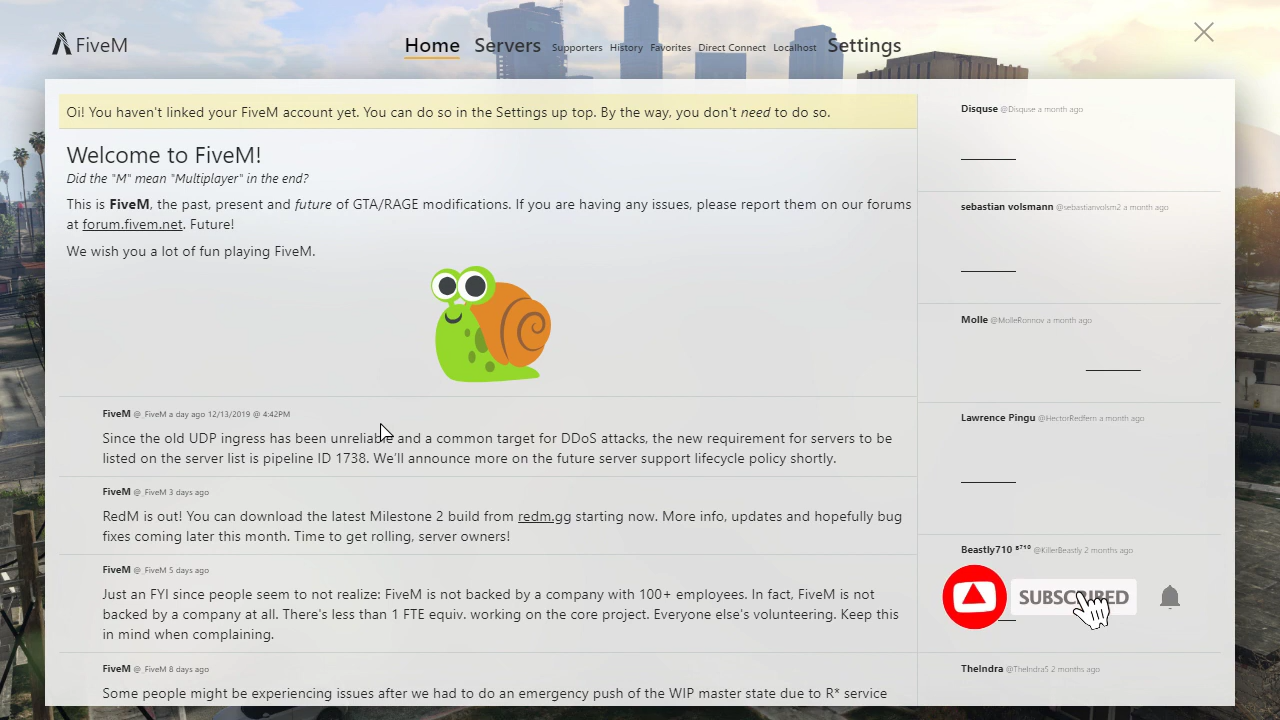 FiveM
Home Servers Supporters History Favorites Direct Connect Localhost Settings
Oi! You haven't linked your FiveM account yet. You can do so in the Settings up top. By the way, you don't need to do so.
Welcome to FiveM!
Did the "M" mean "Multiplayer" in the end?
This is FiveM, the past, present and future of GTA/RAGE modifications. If you are having any issues, please report them on our forums
at forum.fivem.net. Future!
We wish you a lot of fun playing FiveM.
FiveM @_FiveM a day ago 12/13/2019 @ 4:42PM
Since the old UDP ingress has been unreliable and a common target for DDoS attacks, the new requirement for servers to be
listed on the server list is pipeline ID 1738. We'll announce more on the future server support lifecycle policy shortly.
FiveM @_FiveM 3 days ago
RedM is out! You can download the latest Milestone 2 build from redm.gg starting now. More info, updates and hopefully bug
fixes coming later this month. Time to get rolling, server owners!
FiveM @_FiveM 5 days ago
Just an FYI since people seem to not realize: FiveM is not backed by a company with 100+ employees. In fact, FiveM is not
backed by a company at all. There's less than 1 FTE equiv. working on the core project. Everyone else's volunteering. Keep this
in mind when complaining.
FiveM @_FiveM 8 days ago
Some people might be experiencing issues after we had to do an emergency push of the WIP master state due to R* service
Disquse @Disquse a month ago
sebastian volsmann @sebastianvolsm2 a month ago
Molle @MolleRonnov a month ago
Lawrence Pingu @HectorRedfern a month ago
Beastly710 ⁸⁷¹⁰ @KillerBeastly 2 months ago
SUBSCRIBED
TheIndra @TheIndra5 2 months ago